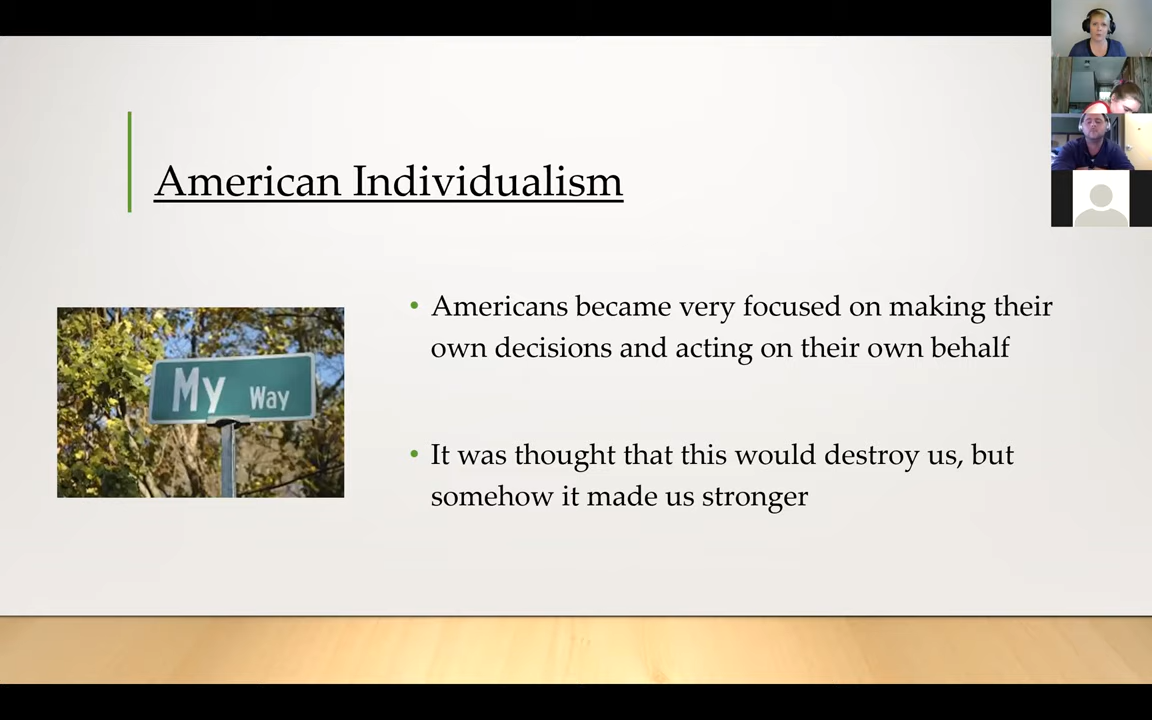 American Individualism
My Way
• Americans became very focused on making their
own decisions and acting on their own behalf
• It was thought that this would destroy us, but
somehow it made us stronger